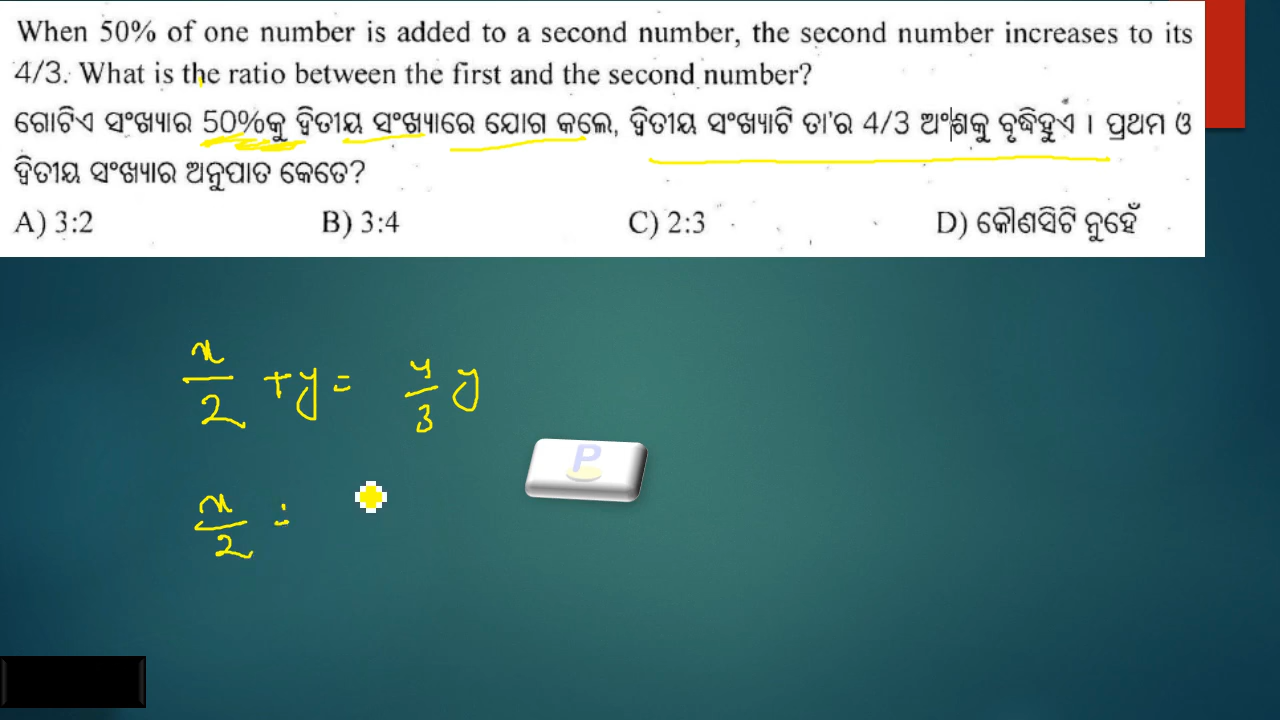 When 50% of one number is added to a second number, the second number increases to its
4/3. What is the ratio between the first and the second number?
ଗୋଟିଏ ସଂଖ୍ୟାର 50%କୁ ଦ୍ୱିତୀୟ ସଂଖ୍ୟାରେ ଯୋଗ କଲେ, ଦ୍ୱିତୀୟ ସଂଖ୍ୟାଟି ତା'ର 4/3 ଅଂଶକୁ ବୃଦ୍ଧିହୁଏ । ପ୍ରଥମ ଓ
ଦ୍ୱିତୀୟ ସଂଖ୍ୟାର ଅନୁପାତ କେତେ?
A) 3:2 B) 3:4 C) 2:3 D) କୌଣସିଟି ନୁହେଁ
x/2 + y = 4/3 y
P
x/2 =